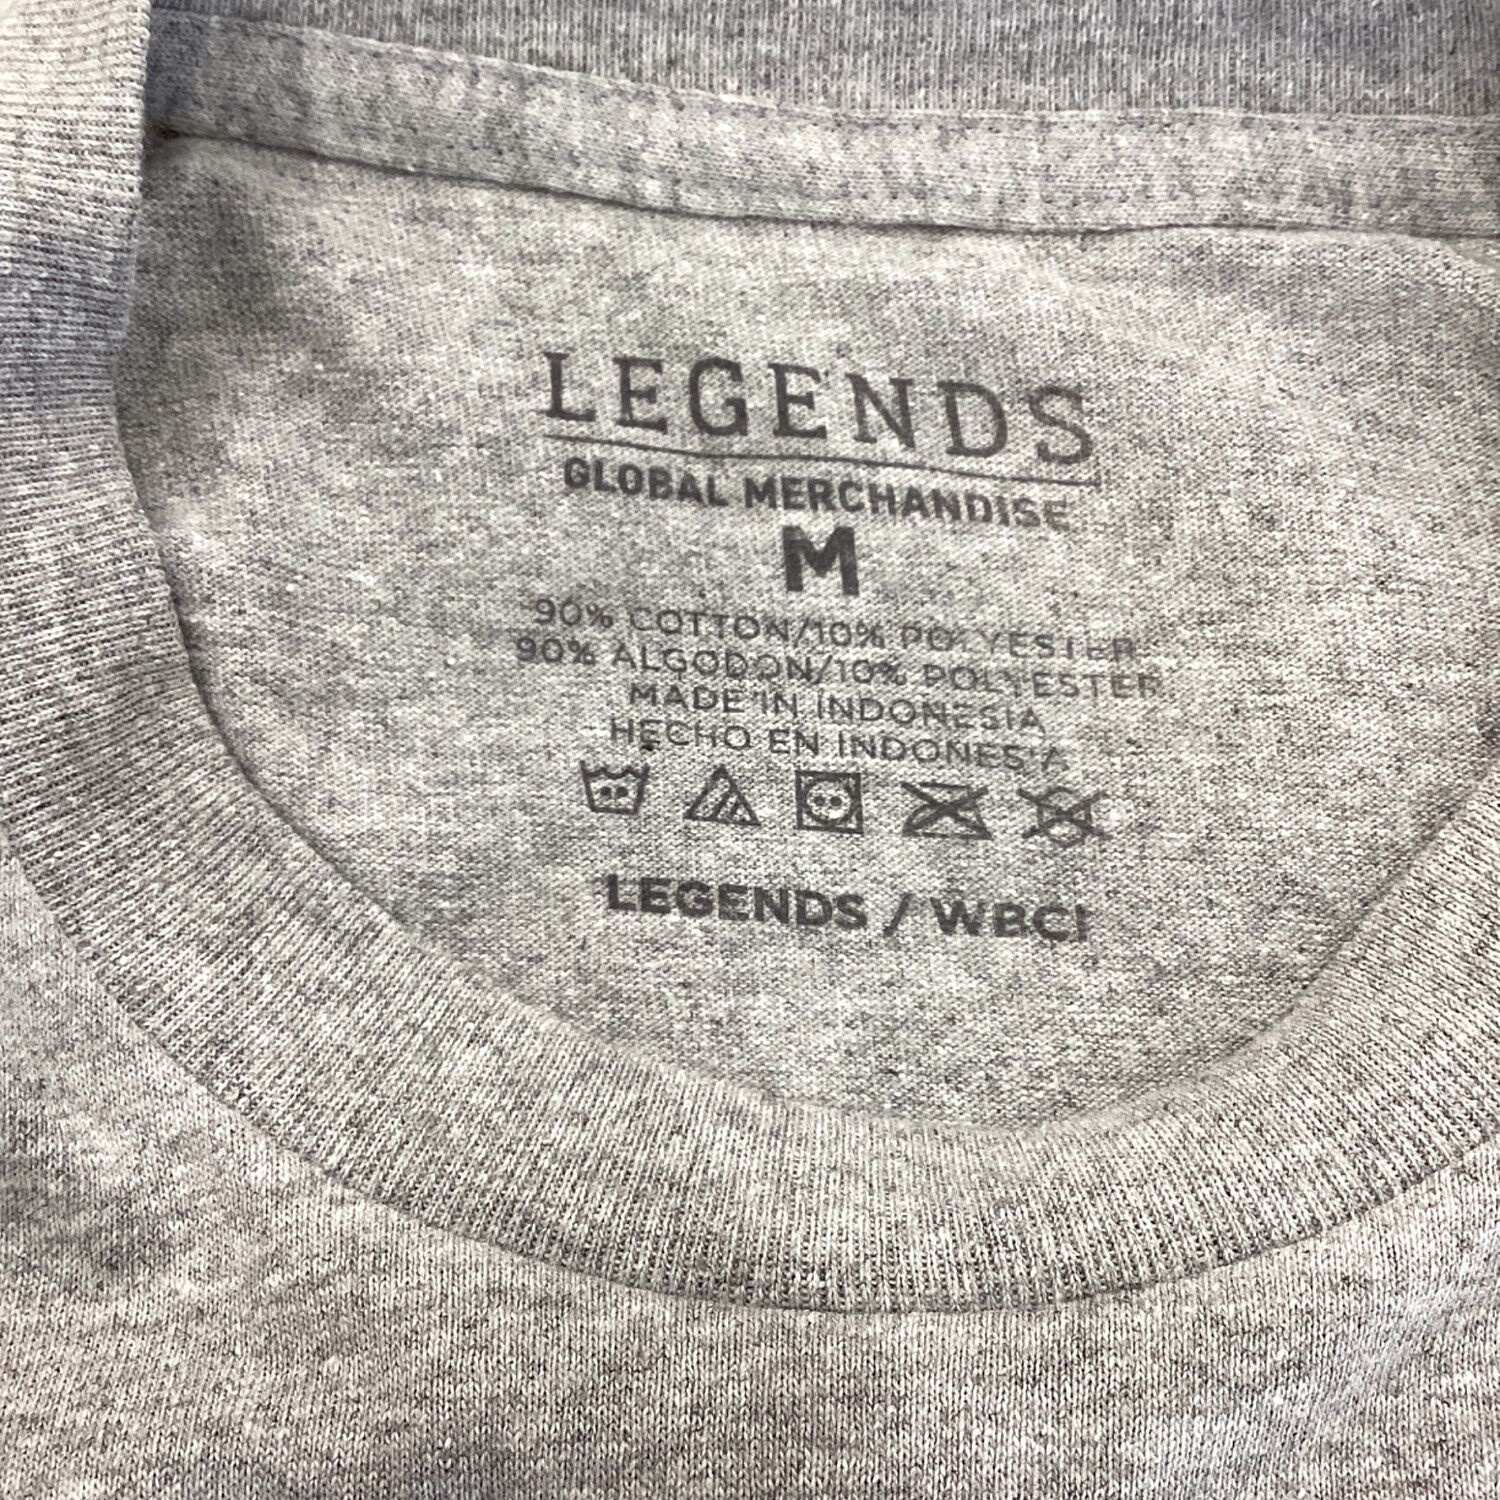 LEGENDS
GLOBAL MERCHANDISE
M
90% COTTON/10% POLYESTER
90% ALGODON/10% POLYESTER
MADE IN INDONESIA
HECHO EN INDONESIA
LEGENDS / WBCI